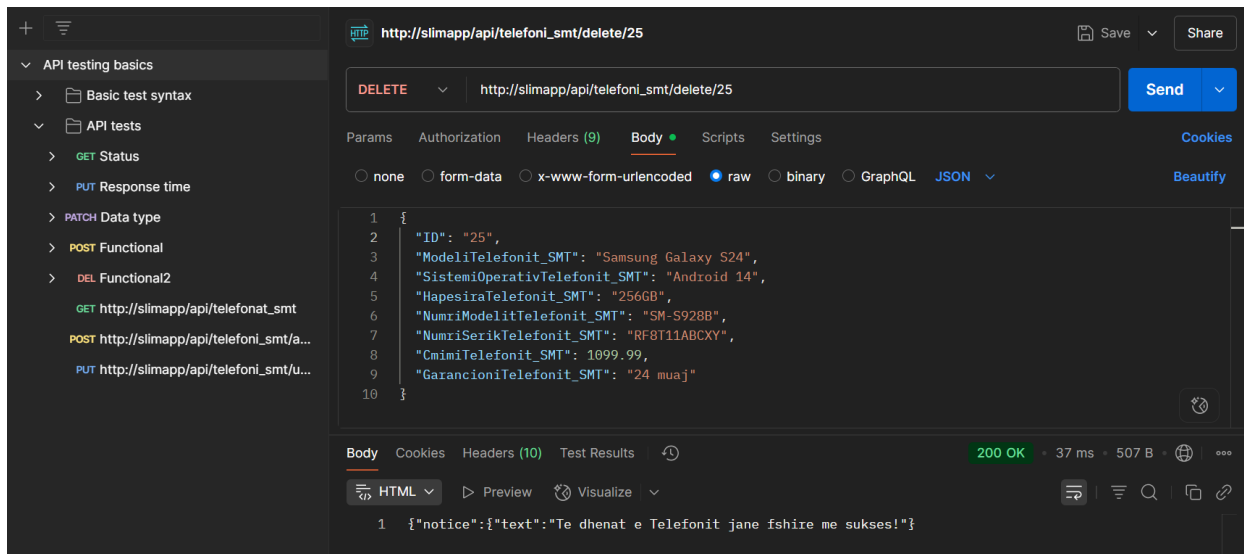 API testing basics
Basic test syntax
API tests
GET Status
PUT Response time
PATCH Data type
POST Functional
DEL Functional2
GET http://slimapp/api/telefonat_smt
POST http://slimapp/api/telefoni_smt/a...
PUT http://slimapp/api/telefoni_smt/u...
HTTP http://slimapp/api/telefoni_smt/delete/25 Save Share
DELETE http://slimapp/api/telefoni_smt/delete/25 Send
Params Authorization Headers (9) Body Scripts Settings Cookies
none form-data x-www-form-urlencoded raw binary GraphQL JSON Beautify
1 {
2 "ID": "25",
3 "ModeliTelefonit_SMT": "Samsung Galaxy S24",
4 "SistemiOperativTelefonit_SMT": "Android 14",
5 "HapesiraTelefonit_SMT": "256GB",
6 "NumriModelitTelefonit_SMT": "SM-S928B",
7 "NumriSerikTelefonit_SMT": "RF8T11ABCXY",
8 "CmimiTelefonit_SMT": 1099.99,
9 "GarancioniTelefonit_SMT": "24 muaj"
10 }
Body Cookies Headers (10) Test Results 200 OK 37 ms 507 B
HTML Preview Visualize
1 {"notice":{"text":"Te dhenat e Telefonit jane fshire me sukses!"}